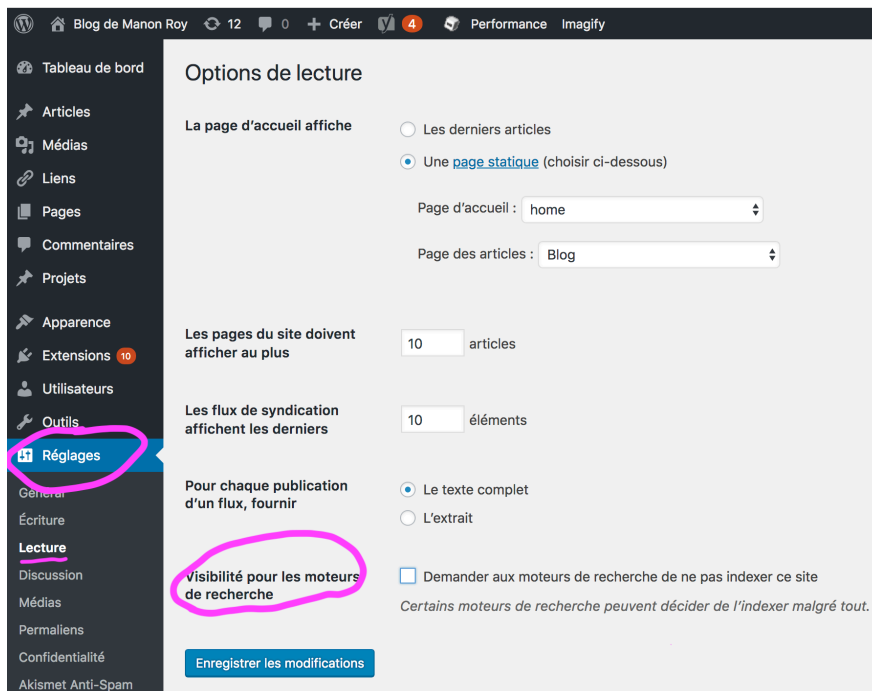 Blog de Manon Roy 12 0 + Créer 4 Performance Imagify
Tableau de bord
Articles
Médias
Liens
Pages
Commentaires
Projets
Apparence
Extensions 10
Utilisateurs
Outils
Réglages
Général
Écriture
Lecture
Discussion
Médias
Permaliens
Confidentialité
Akismet Anti-Spam
Options de lecture
La page d'accueil affiche
Les derniers articles
Une page statique (choisir ci-dessous)
Page d'accueil : home
Page des articles : Blog
Les pages du site doivent
afficher au plus
10 articles
Les flux de syndication
affichent les derniers
10 éléments
Pour chaque publication
d'un flux, fournir
Le texte complet
L'extrait
Visibilité pour les moteurs
de recherche
Demander aux moteurs de recherche de ne pas indexer ce site
Certains moteurs de recherche peuvent décider de l'indexer malgré tout.
Enregistrer les modifications